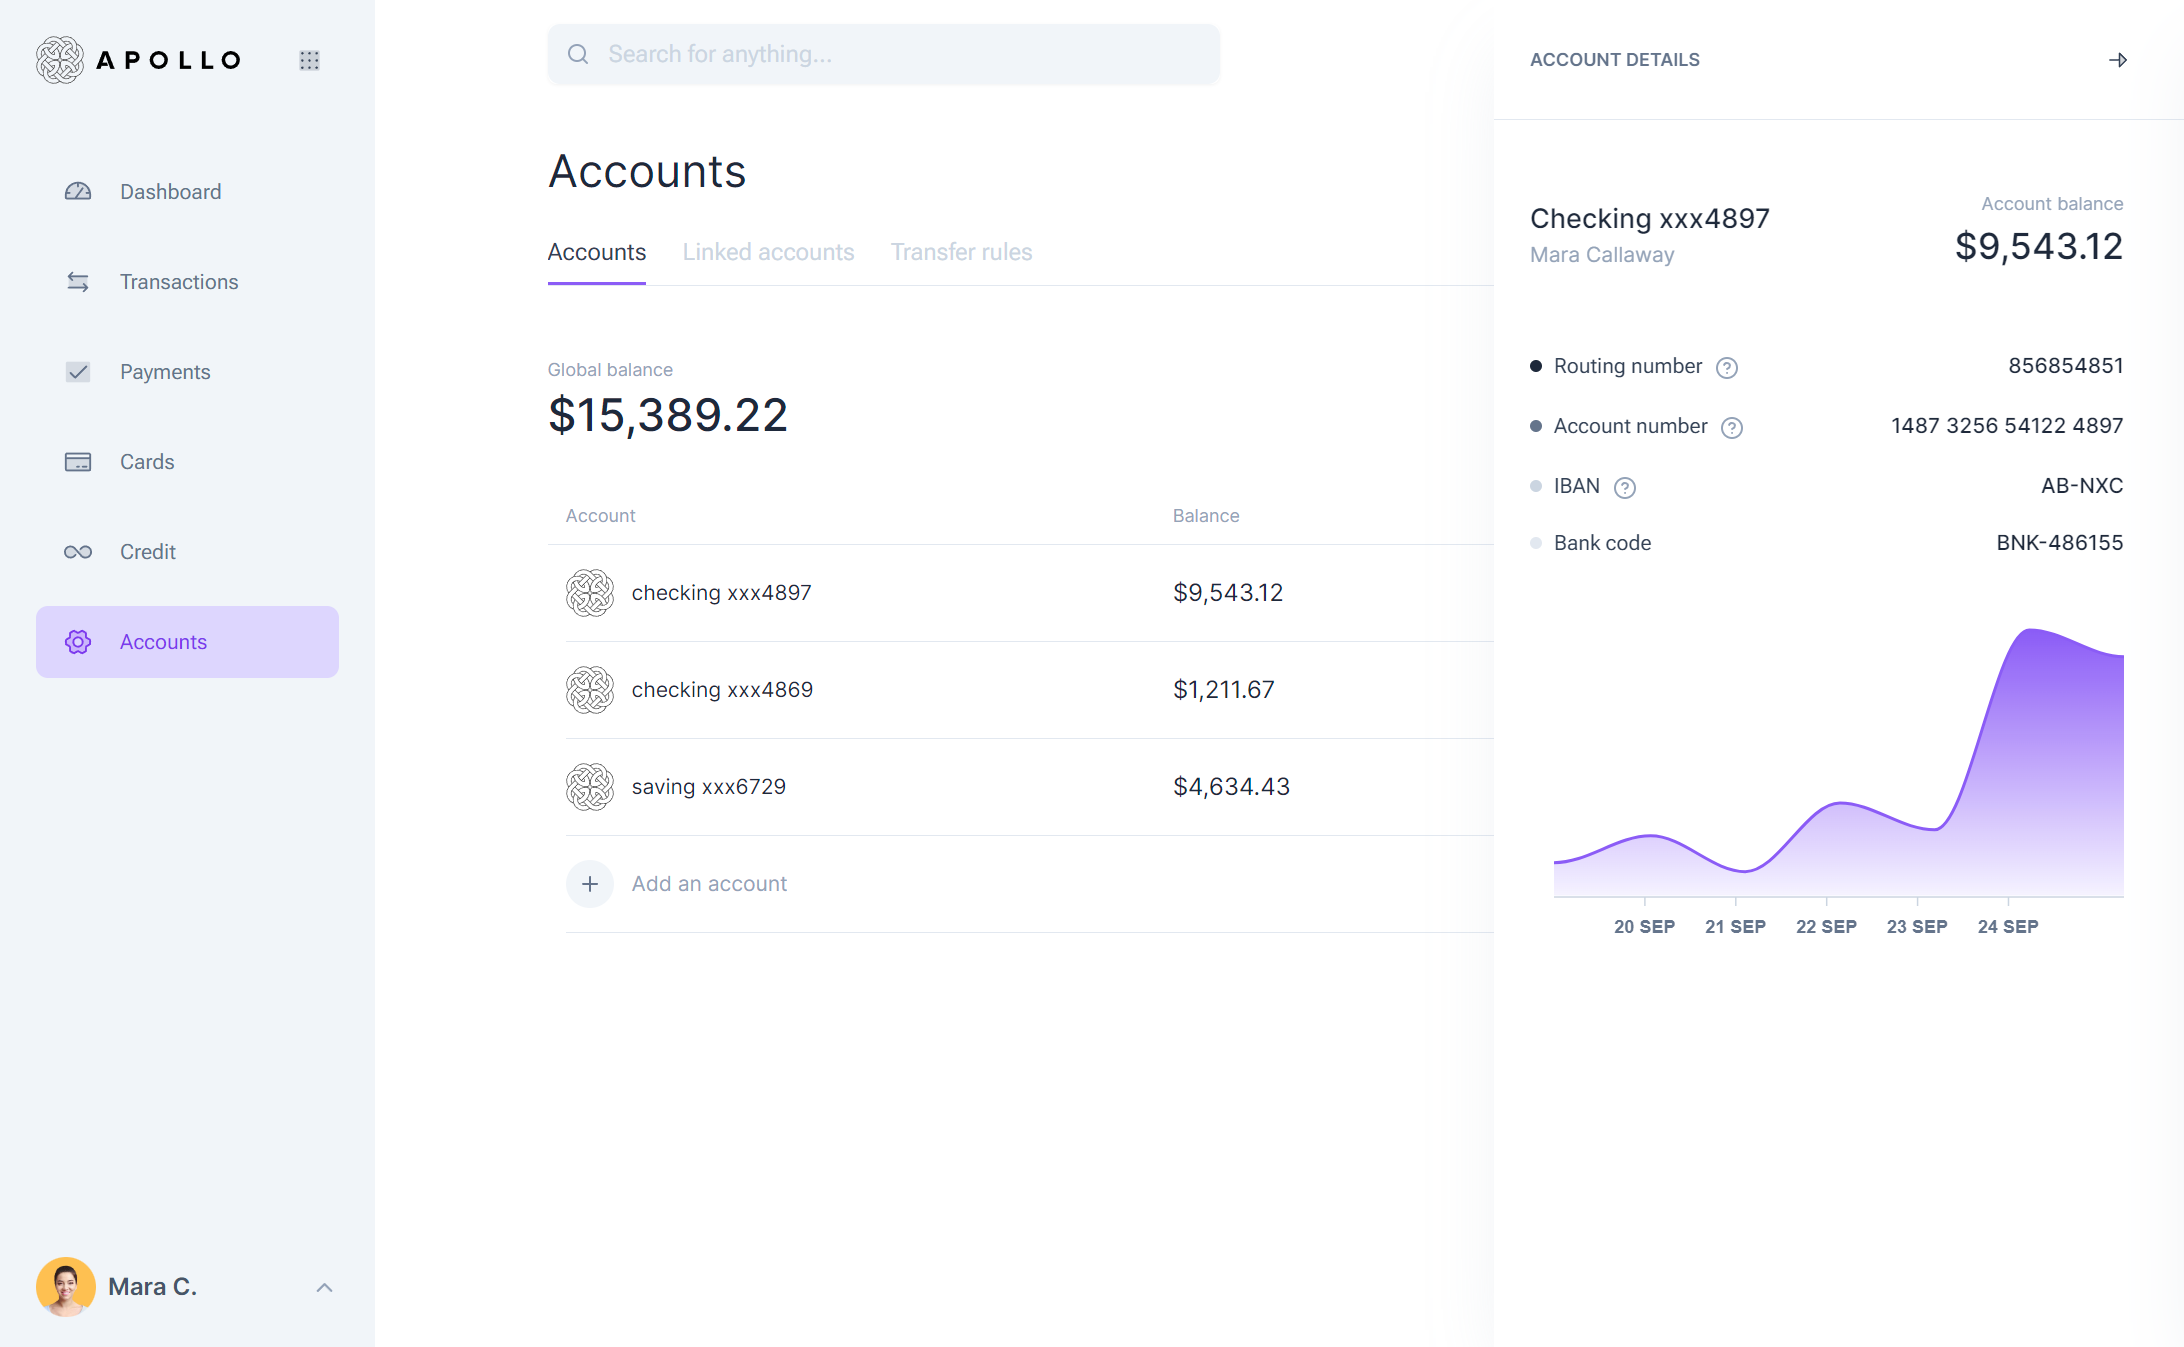 APOLLO
Dashboard
Transactions
Payments
Cards
Credit
Accounts
Mara C.
Search for anything...
Accounts
Accounts Linked accounts Transfer rules
Global balance
$15,389.22
Account Balance
checking xxx4897 $9,543.12
checking xxx4869 $1,211.67
saving xxx6729 $4,634.43
Add an account
ACCOUNT DETAILS
Checking xxx4897
Mara Callaway
Account balance
$9,543.12
Routing number 856854851
Account number 1487 3256 54122 4897
IBAN AB-NXC
Bank code BNK-486155
20 SEP 21 SEP 22 SEP 23 SEP 24 SEP